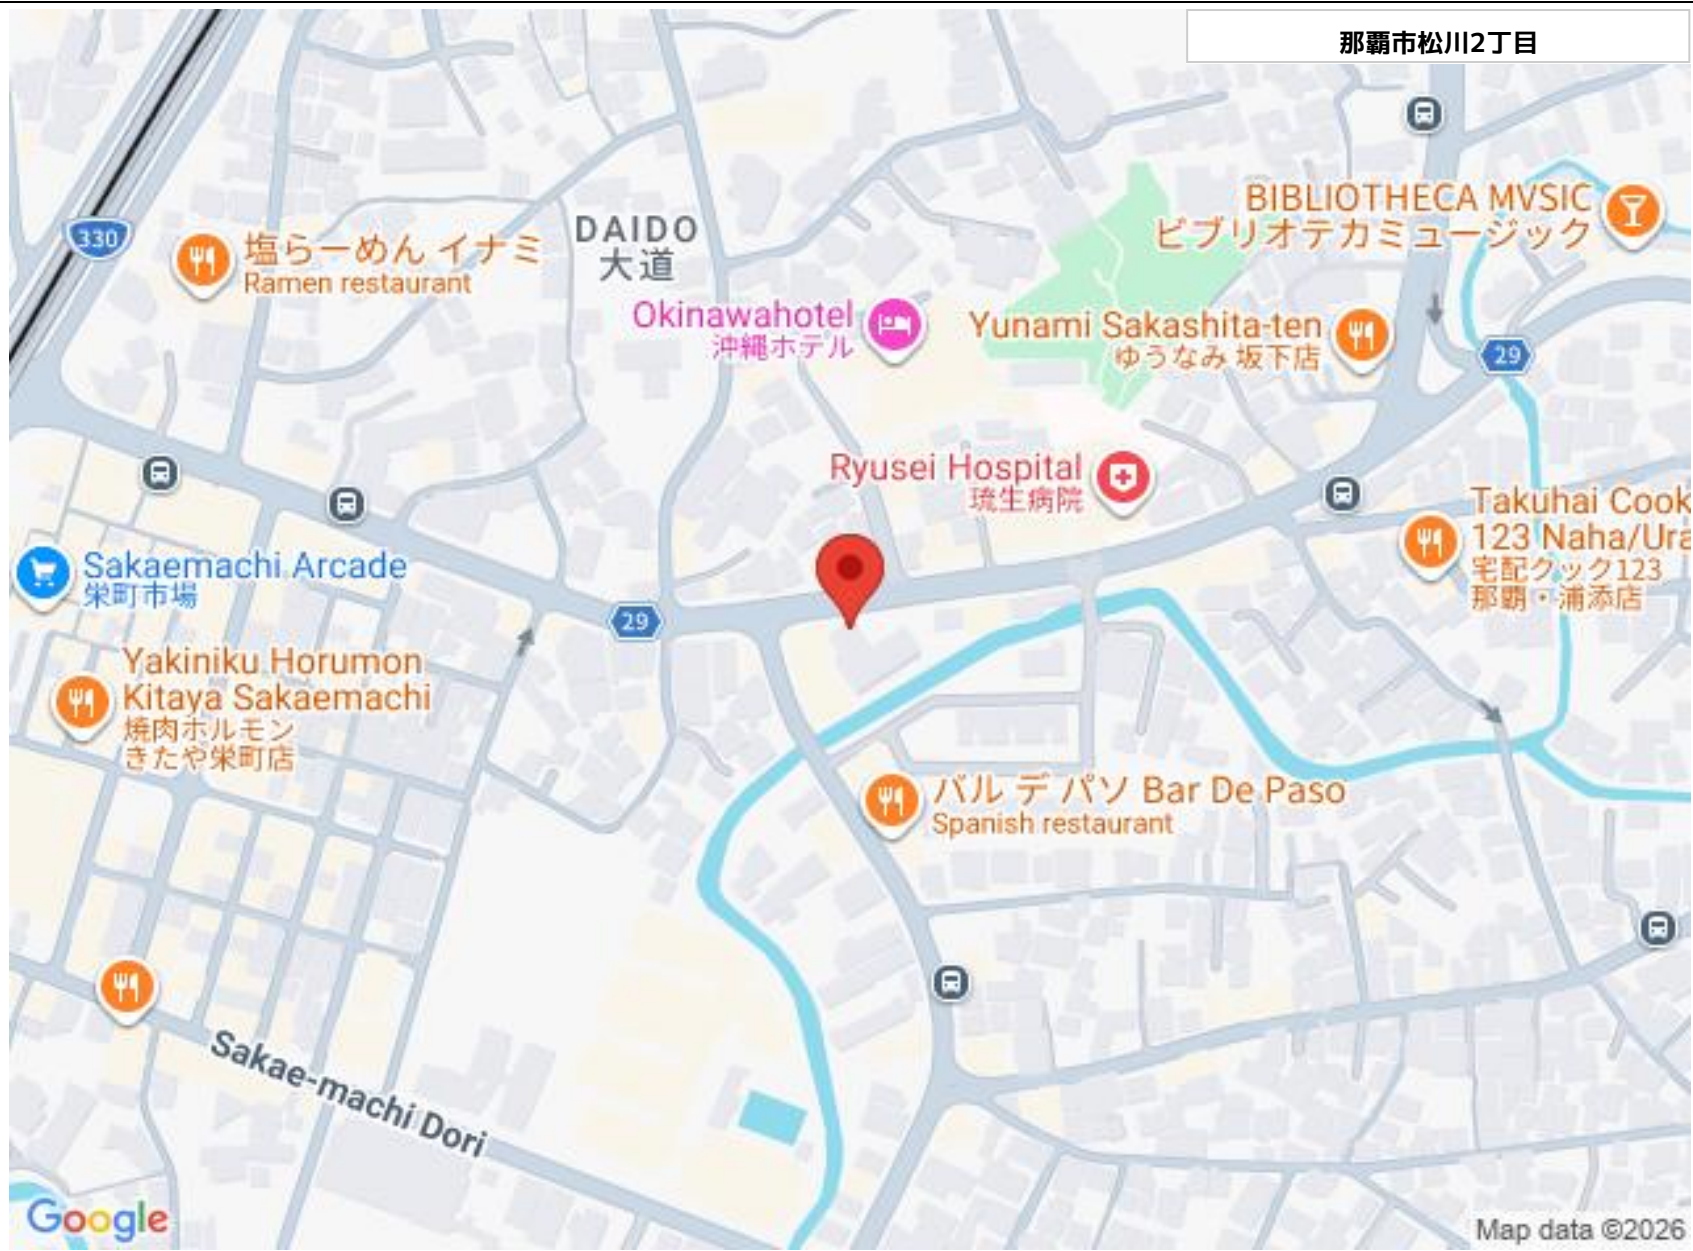 那覇市松川2丁目
330
塩らーめん イナミ
Ramen restaurant
DAIDO
大道
BIBLIOTHECA MVSIC
ビブリオテカミュージック
Okinawahotel
沖縄ホテル
Yunami Sakashita-ten
ゆうなみ 坂下店
29
Ryusei Hospital
琉生病院
Takuhai Cook
123 Naha/Ura
宅配クック123
那覇・浦添店
Sakaemachi Arcade
栄町市場
29
Yakiniku Horumon
Kitaya Sakaemachi
焼肉ホルモン
きたや栄町店
バル デ パソ Bar De Paso
Spanish restaurant
Sakae-machi Dori
Google
Map data ©2026